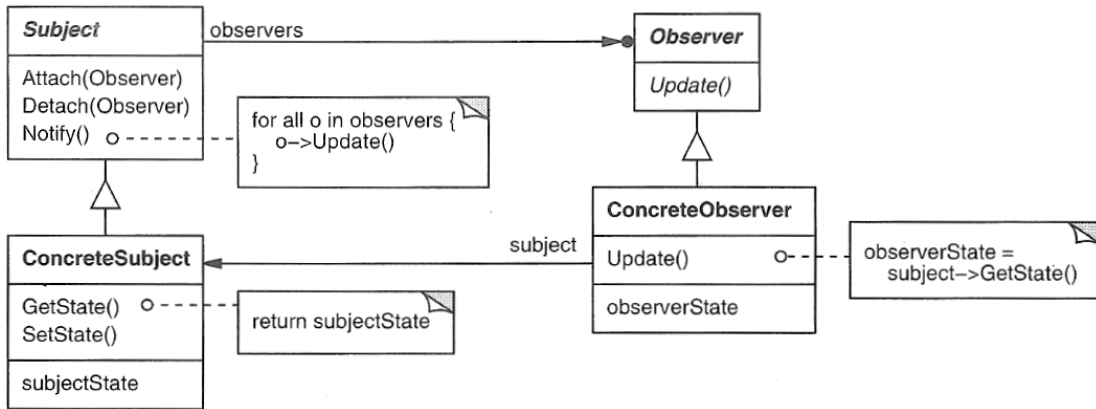 Subject
observers
Observer
Attach(Observer)
Detach(Observer)
Notify()
for all o in observers {
o–>Update()
}
Update()
ConcreteSubject
GetState()
SetState()
subjectState
return subjectState
subject
ConcreteObserver
Update()
observerState
observerState =
subject–>GetState()